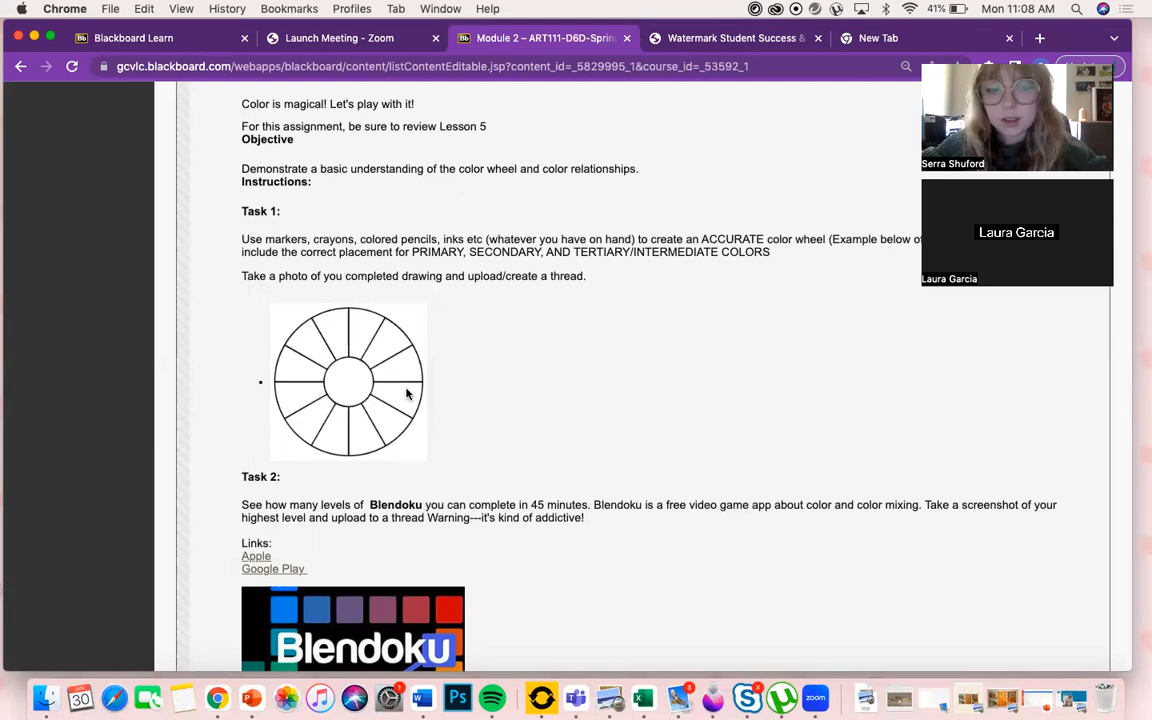 Chrome File Edit View History Bookmarks Profiles Tab Window Help 41% Mon 11:08 AM
Bb Blackboard Learn Launch Meeting - Zoom Bb Module 2 – ART111-D6D-Sprin Watermark Student Success & New Tab
gcvlc.blackboard.com/webapps/blackboard/content/listContentEditable.jsp?content_id=_5829995_1&course_id=_53592_1
Color is magical! Let's play with it!
For this assignment, be sure to review Lesson 5
Objective
Demonstrate a basic understanding of the color wheel and color relationships.
Instructions:
Task 1:
Use markers, crayons, colored pencils, inks etc (whatever you have on hand) to create an ACCURATE color wheel (Example below of
include the correct placement for PRIMARY, SECONDARY, AND TERTIARY/INTERMEDIATE COLORS
Take a photo of you completed drawing and upload/create a thread.
Serra Shuford
Laura Garcia
Laura Garcia
Task 2:
See how many levels of Blendoku you can complete in 45 minutes. Blendoku is a free video game app about color and color mixing. Take a screenshot of your
highest level and upload to a thread Warning---it's kind of addictive!
Links:
Apple
Google Play
Blendoku
30
W
Ps
zoom